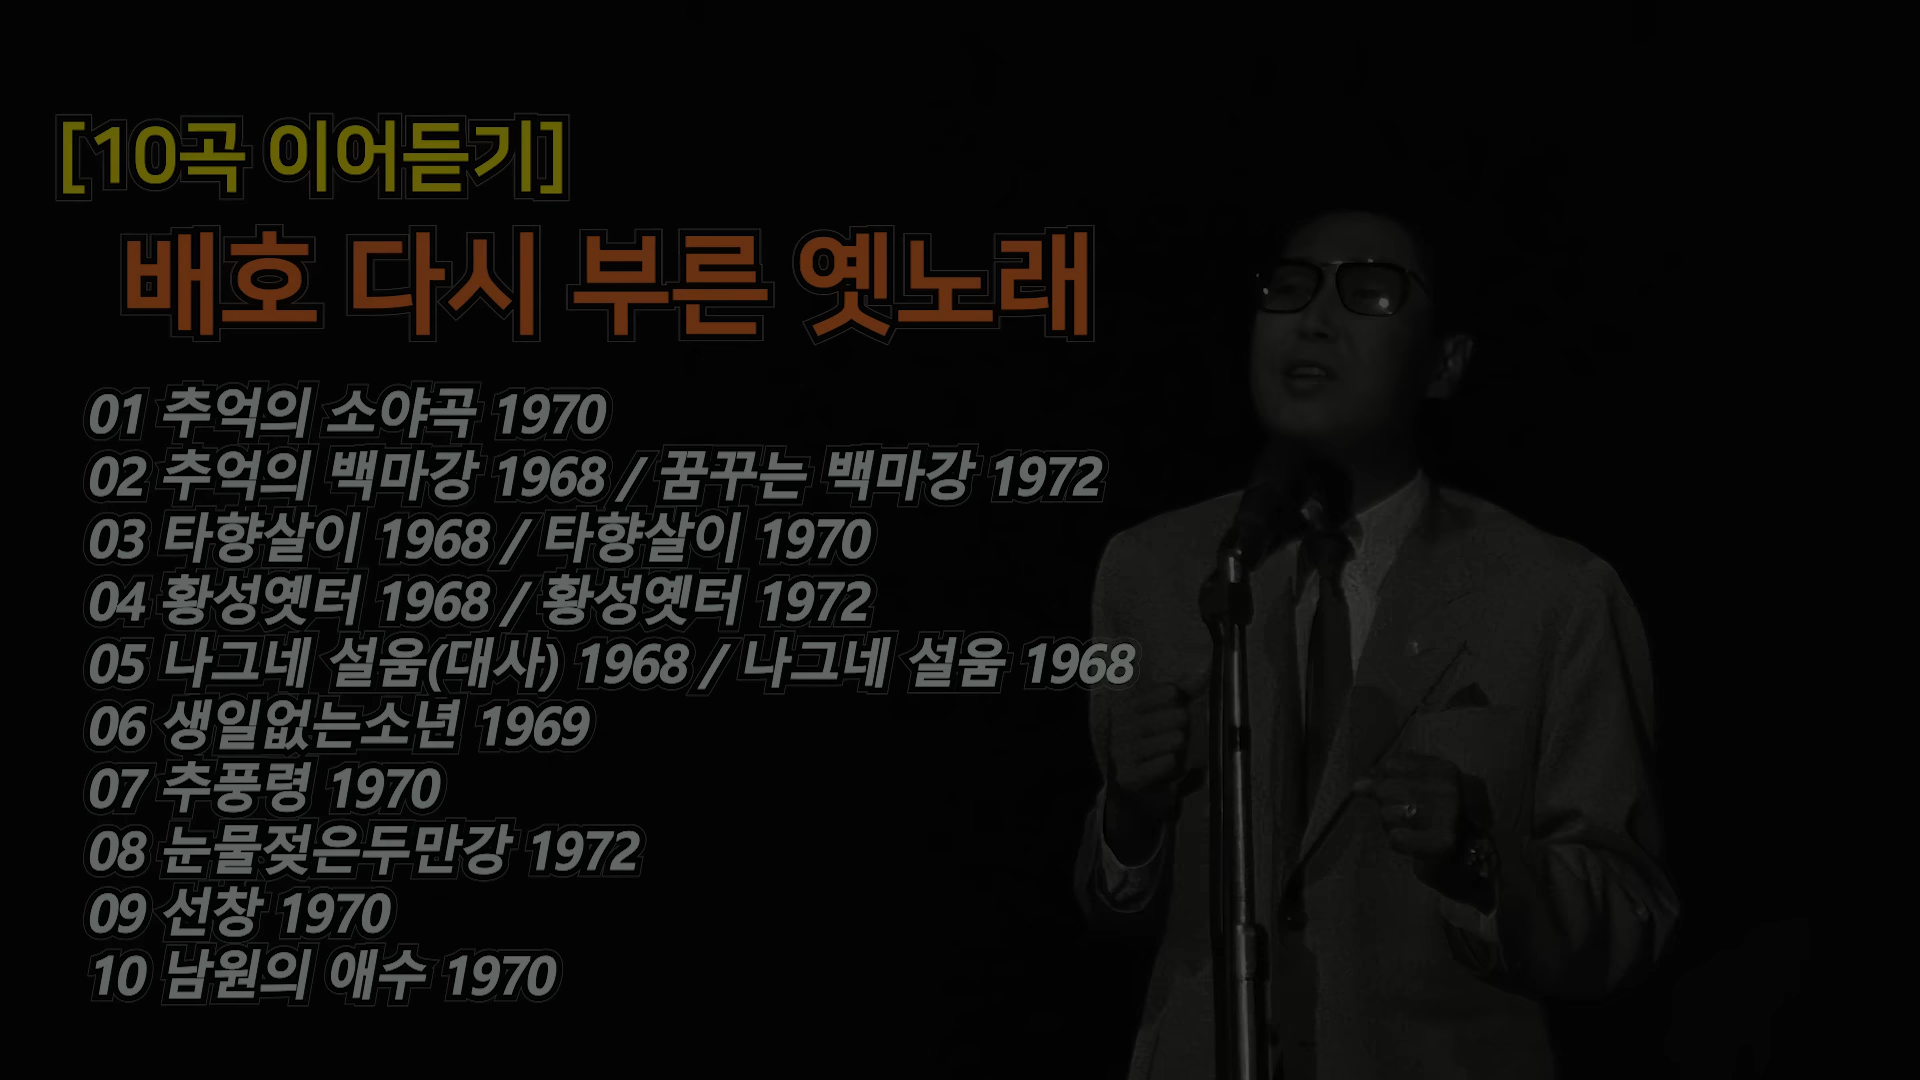 [10곡 이어듣기]
배호 다시 부른 옛노래
01 추억의 소야곡 1970
02 추억의 백마강 1968 / 꿈꾸는 백마강 1972
03 타향살이 1968 / 타향살이 1970
04 황성옛터 1968 / 황성옛터 1972
05 나그네 설움(대사) 1968 / 나그네 설움 1968
06 생일없는소년 1969
07 추풍령 1970
08 눈물젖은두만강 1972
09 선창 1970
10 남원의 애수 1970